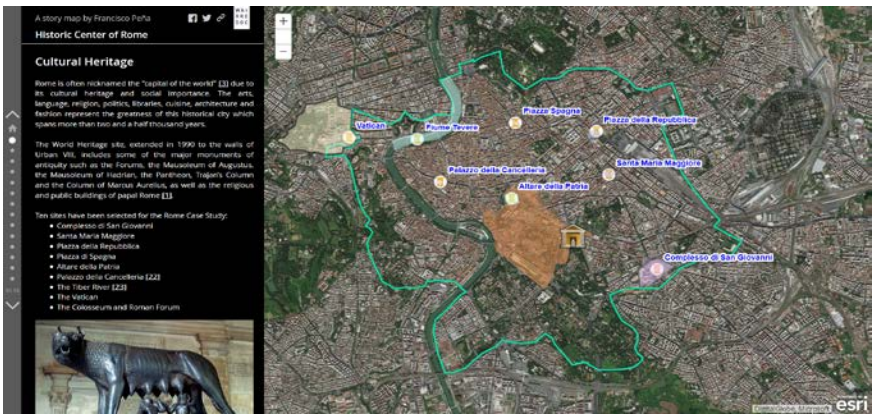 A story map by Francisco Peña
Historic Center of Rome
Cultural Heritage
Rome is often nicknamed the "capital of the world" [3] due to
its cultural heritage and social importance. The arts,
language, religion, politics, libraries, cuisine, architecture and
fashion represent the greatness of this historical city which
spans more than two and a half thousand years.
The World Heritage site, extended in 1990 to the walls of
Urban VIII, includes some of the major monuments of
antiquity such as the Forums, the Mausoleum of Augustus,
the Mausoleum of Hadrian, the Pantheon, Trajan's Column
and the Column of Marcus Aurelius, as well as the religious
and public buildings of papal Rome [1].
Ten sites have been selected for the Rome Case Study:
Complesso di San Giovanni
Santa Maria Maggiore
Piazza della Repubblica
Piazza di Spagna
Altare della Patria
Palazzo della Cancelleria [22]
The Tiber River [23]
The Vatican
The Colosseum and Roman Forum
+
−
Piazza Spagna
Piazza della Repubblica
Vatican
Fiume Tevere
Santa Maria Maggiore
Palazzo della Cancelleria
Altare della Patria
Complesso di San Giovanni
DigitalGlobe, Microsoft
esri